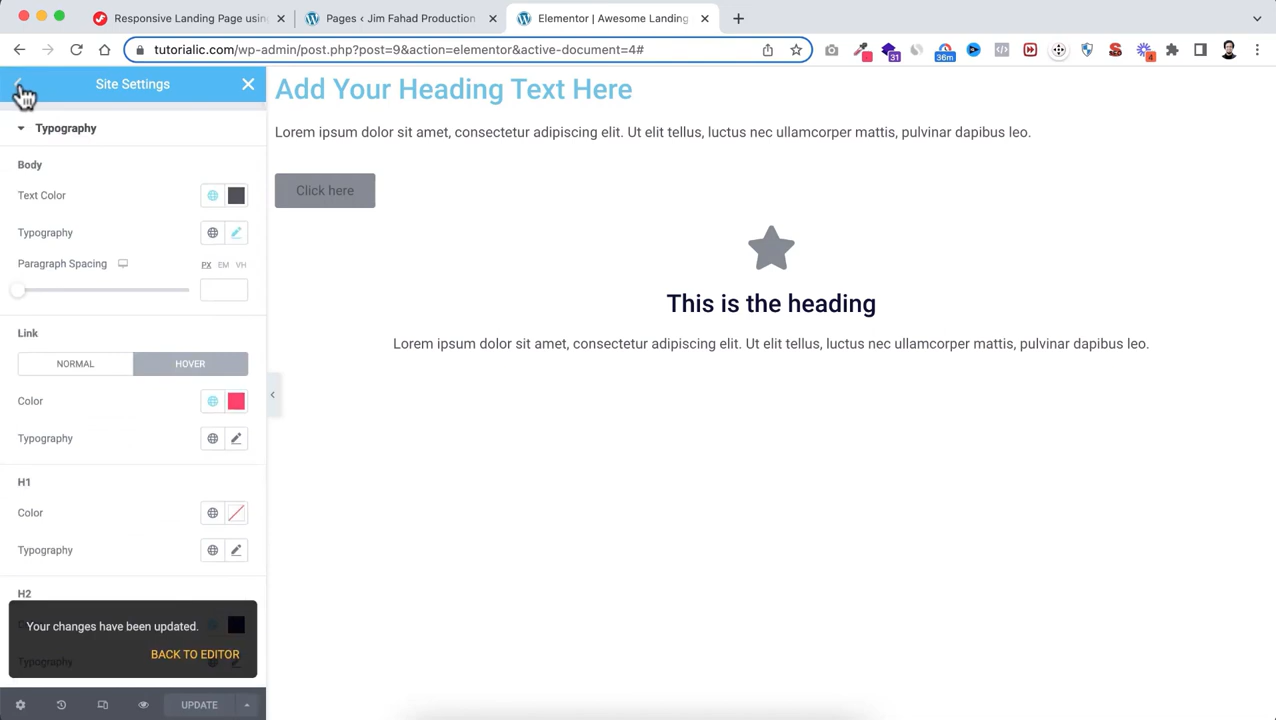 Responsive Landing Page using
Pages ‹ Jim Fahad Production
Elementor | Awesome Landing
tutorialic.com/wp-admin/post.php?post=9&action=elementor&active-document=4#
31
36m
4
Site Settings
Typography
Body
Text Color
Typography
Paragraph Spacing
PX EM VH
Link
NORMAL HOVER
Color
Typography
H1
Color
Typography
H2
Your changes have been updated.
BACK TO EDITOR
Typography
UPDATE
Add Your Heading Text Here
Lorem ipsum dolor sit amet, consectetur adipiscing elit. Ut elit tellus, luctus nec ullamcorper mattis, pulvinar dapibus leo.
Click here
This is the heading
Lorem ipsum dolor sit amet, consectetur adipiscing elit. Ut elit tellus, luctus nec ullamcorper mattis, pulvinar dapibus leo.